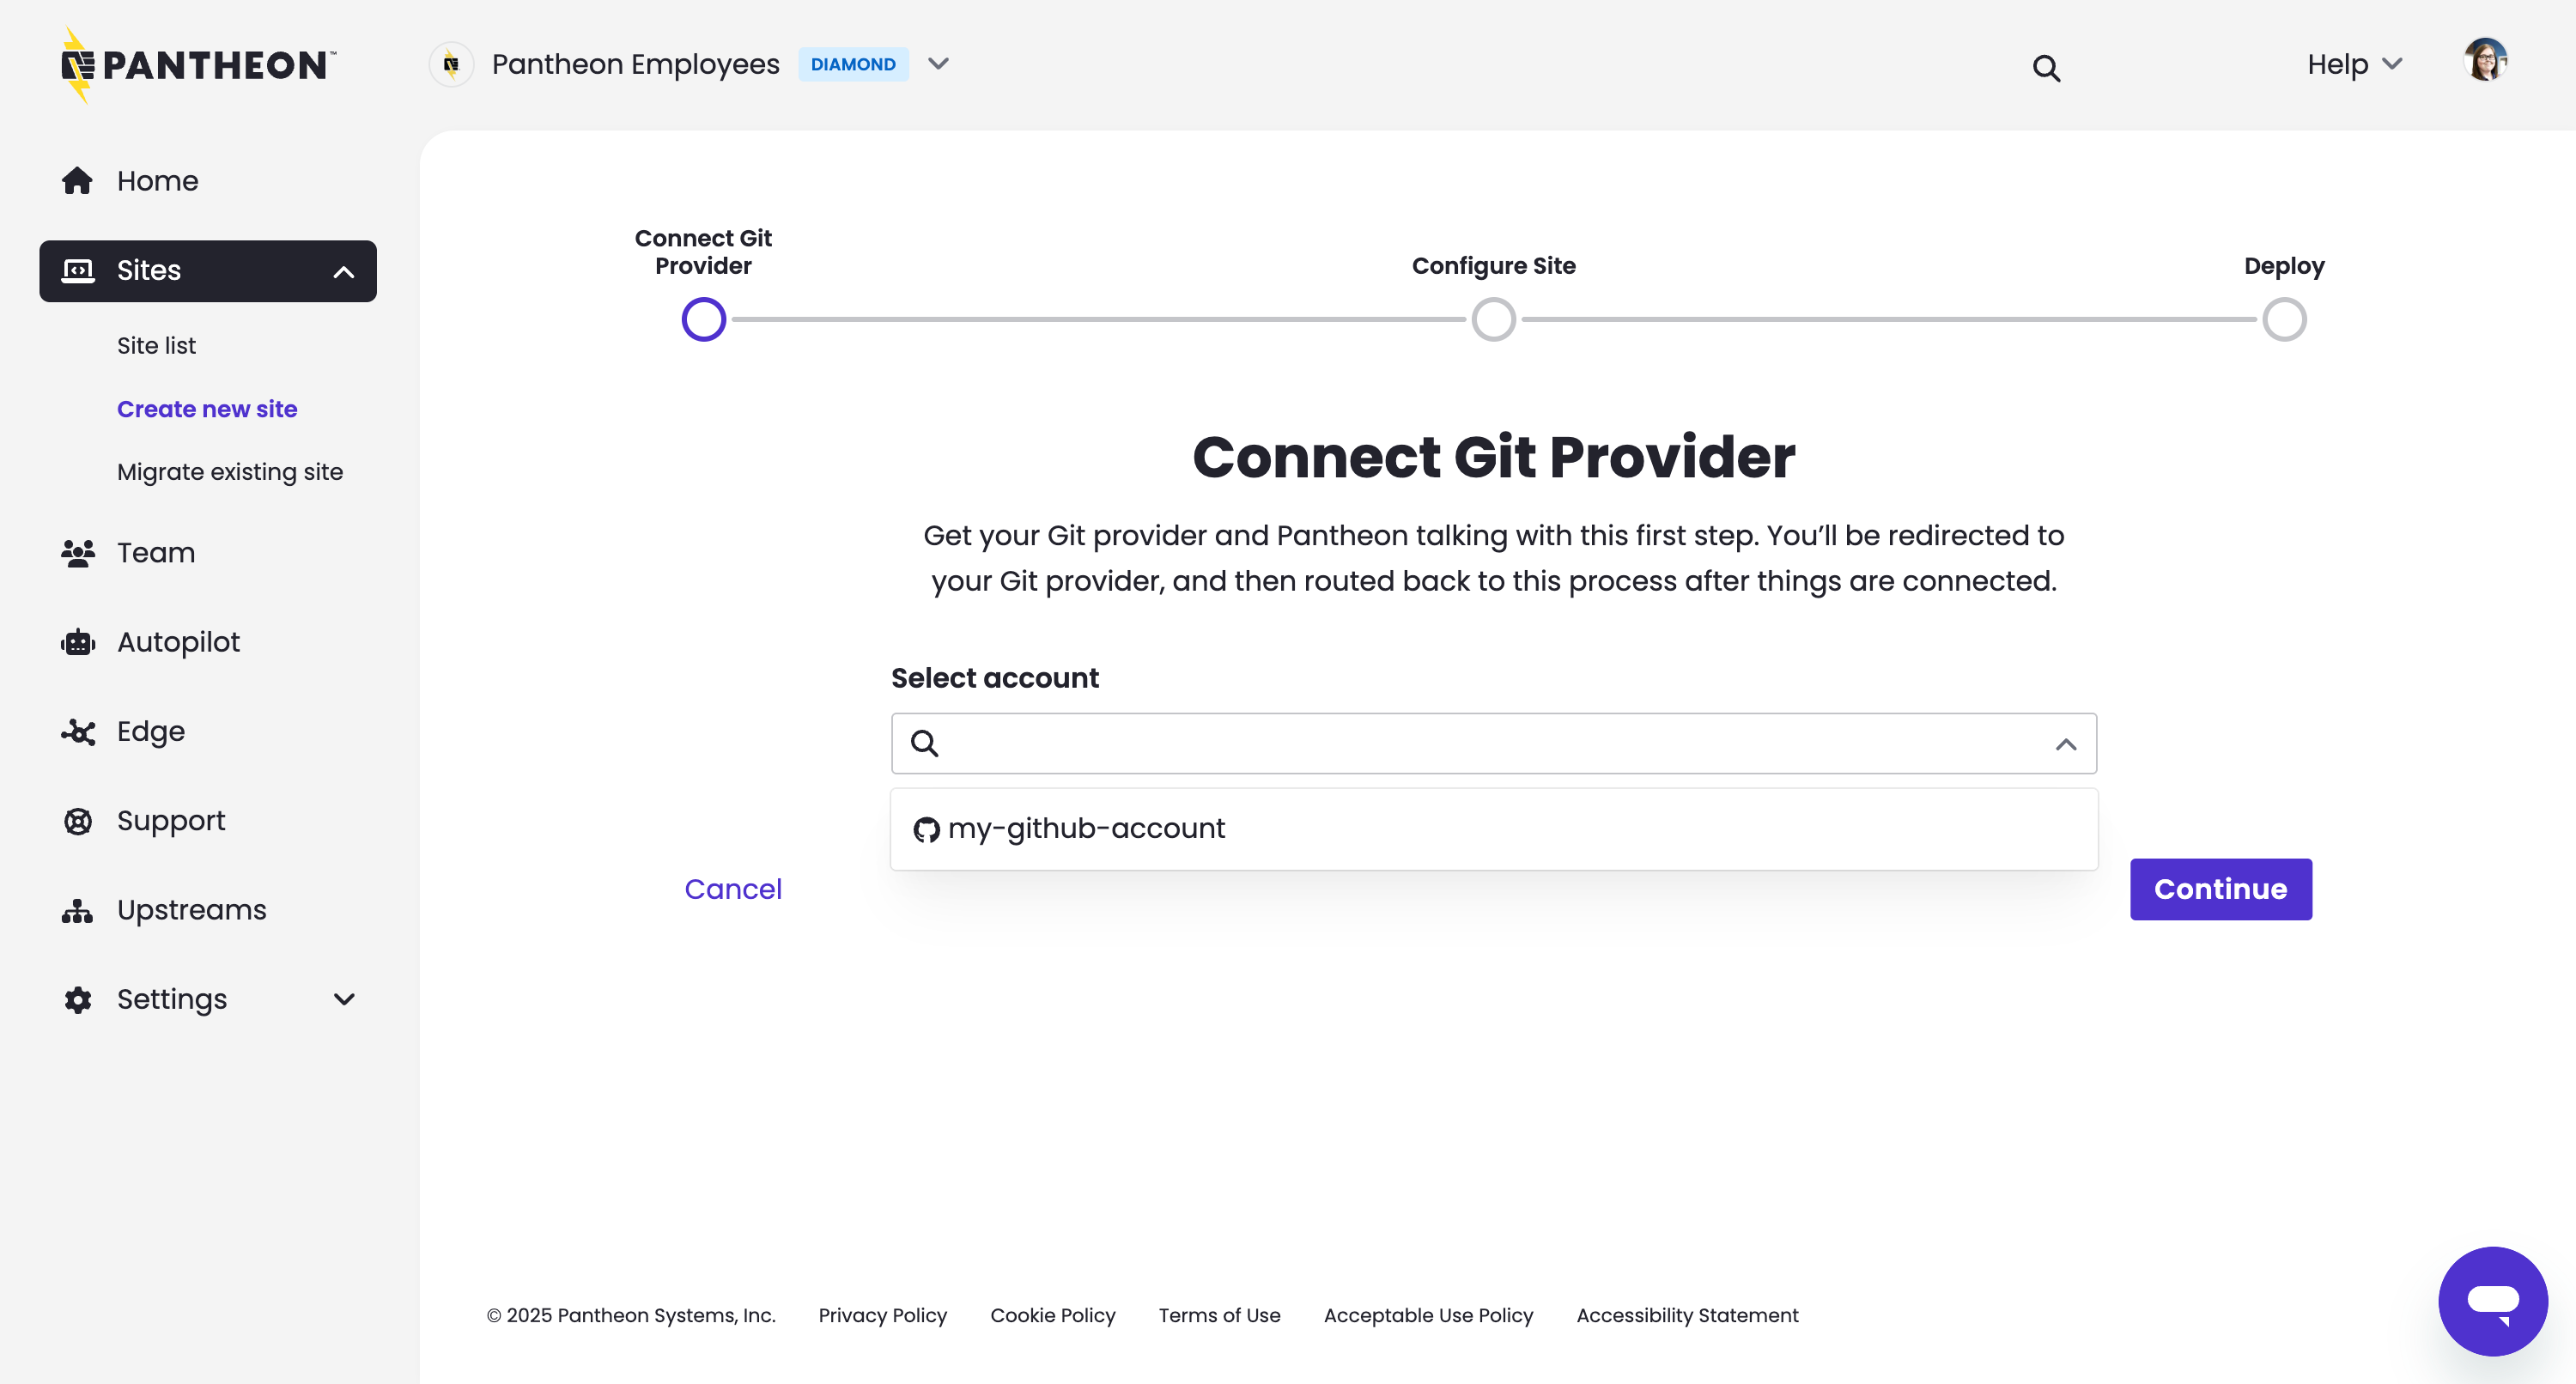 PANTHEON™
Pantheon Employees
DIAMOND
Help
Home
Sites
Site list
Create new site
Migrate existing site
Team
Autopilot
Edge
Support
Upstreams
Settings
Connect Git
Provider
Configure Site
Deploy
Connect Git Provider
Get your Git provider and Pantheon talking with this first step. You’ll be redirected to
your Git provider, and then routed back to this process after things are connected.
Select account
my-github-account
Cancel
Continue
© 2025 Pantheon Systems, Inc.
Privacy Policy
Cookie Policy
Terms of Use
Acceptable Use Policy
Accessibility Statement